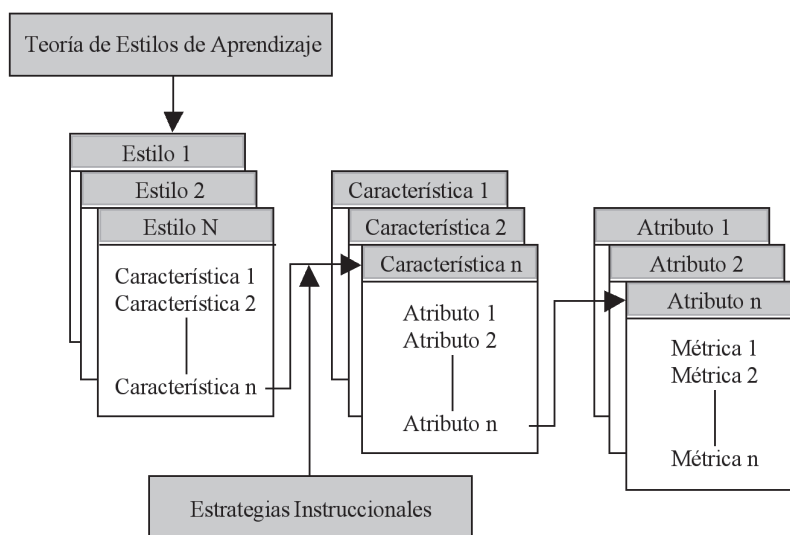 Teoría de Estilos de Aprendizaje
Estilo 1
Estilo 2
Estilo N
Característica 1
Característica 2
Característica n
Característica 1
Característica 2
Característica n
Atributo 1
Atributo 2
Atributo n
Atributo 1
Atributo 2
Atributo n
Métrica 1
Métrica 2
Métrica n
Estrategias Instruccionales